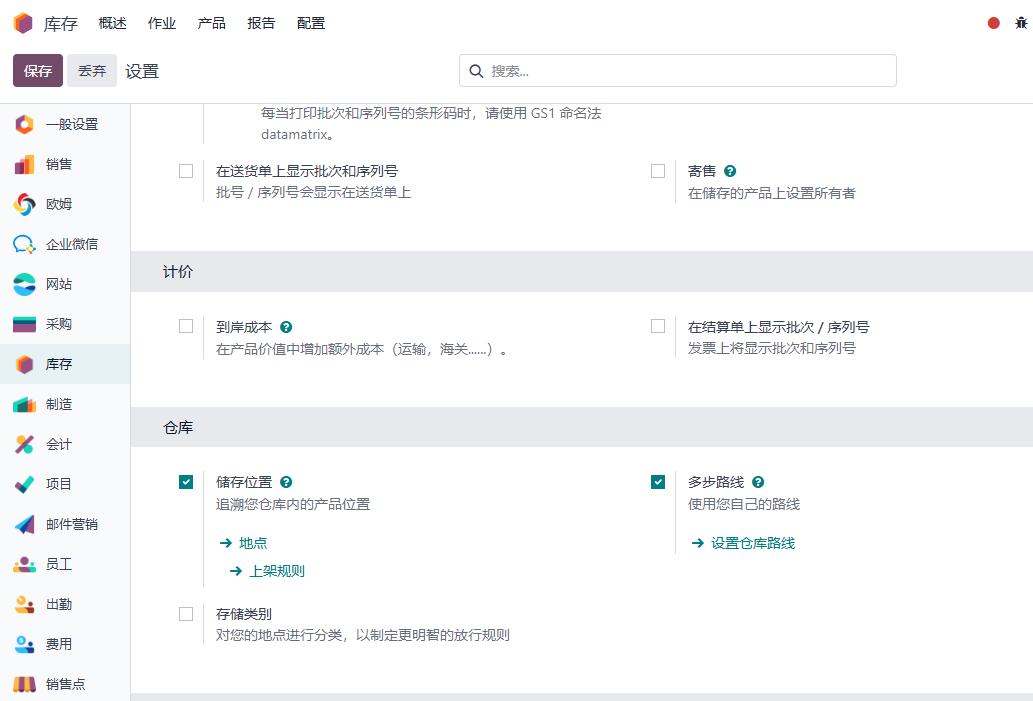 库存 概述 作业 产品 报告 配置
保存 丢弃 设置 搜索...
一般设置
销售
欧姆
企业微信
网站
采购
库存
制造
会计
项目
邮件营销
员工
出勤
费用
销售点
每当打印批次和序列号的条形码时，请使用 GS1 命名法
datamatrix。
在送货单上显示批次和序列号
批号 / 序列号会显示在送货单上
寄售 ?
在储存的产品上设置所有者
计价
到岸成本 ?
在产品价值中增加额外成本（运输，海关......）。
在结算单上显示批次 / 序列号
发票上将显示批次和序列号
仓库
储存位置 ?
追溯您仓库内的产品位置
地点
上架规则
多步路线 ?
使用您自己的路线
设置仓库路线
存储类别
对您的地点进行分类，以制定更明智的放行规则